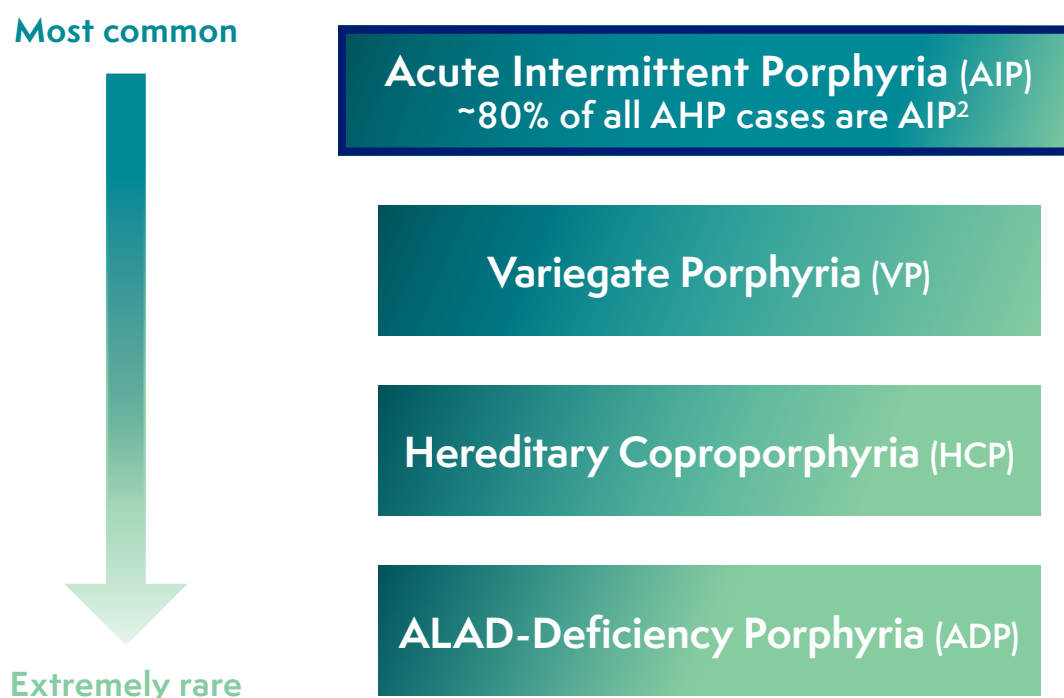 Most common
Acute Intermittent Porphyria (AIP)
~80% of all AHP cases are AIP²
Variegate Porphyria (VP)
Hereditary Coproporphyria (HCP)
ALAD-Deficiency Porphyria (ADP)
Extremely rare